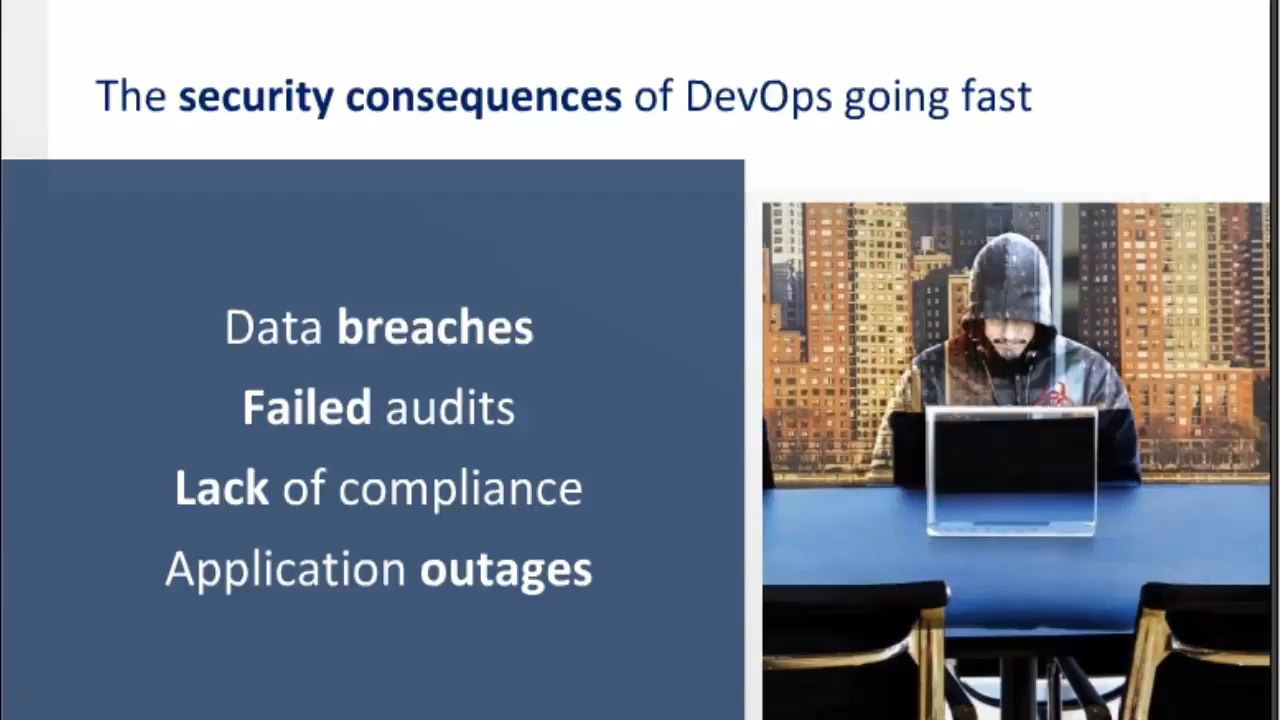 The security consequences of DevOps going fast
Data breaches
Failed audits
Lack of compliance
Application outages